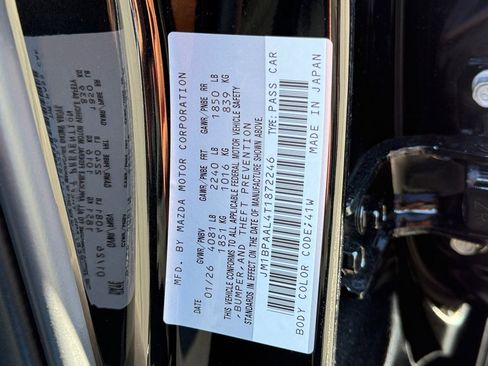 MFD. BY MAZDA MOTOR CORPORATION
DATE GVWR/PNBV GAWR/PNBE FRT GAWR/PNBE RR
01/26 4081 LB 2240 LB 1850 LB
1851 KG 1016 KG 839 KG
THIS VEHICLE CONFORMS TO ALL APPLICABLE FEDERAL MOTOR VEHICLE SAFETY
, BUMPER, AND THEFT PREVENTION
STANDARDS IN EFFECT ON THE DATE OF MANUFACTURE SHOWN ABOVE.
JM1BPAAL4T1872246 TYPE: PASS CAR
BODY COLOR CODE: 41W MADE IN JAPAN